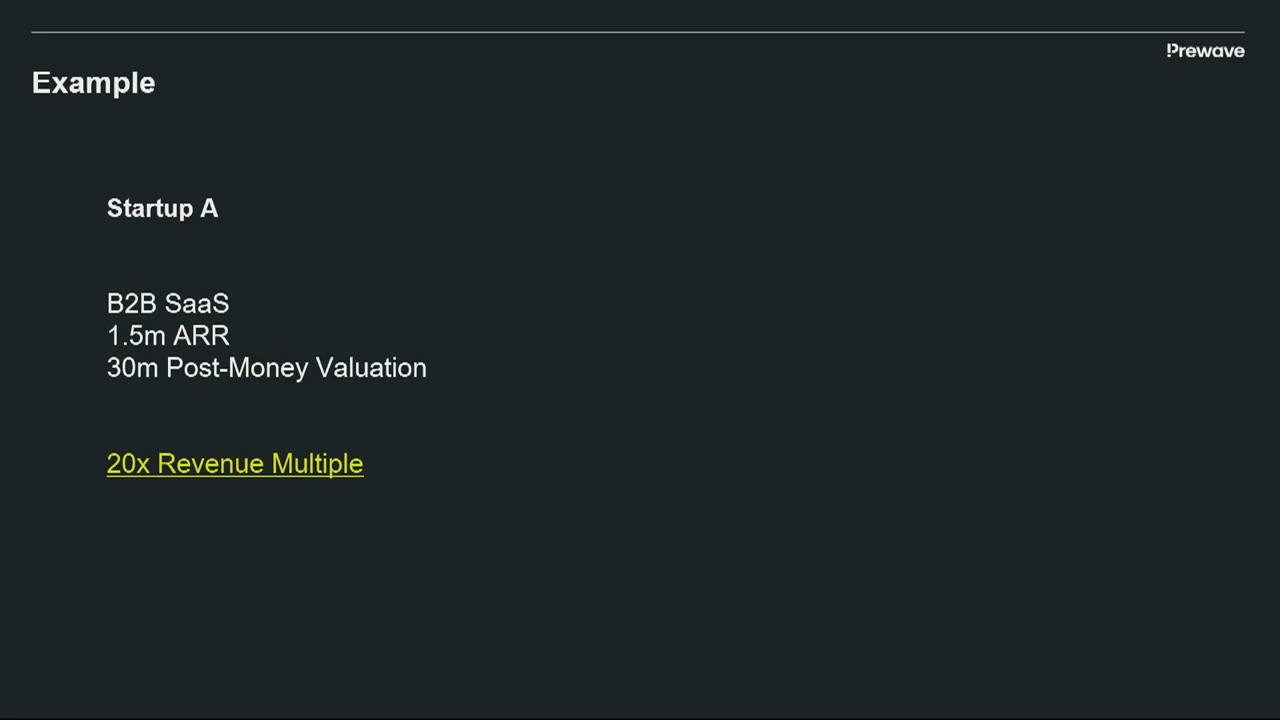 Prewave
Example
Startup A
B2B SaaS
1.5m ARR
30m Post-Money Valuation
20x Revenue Multiple